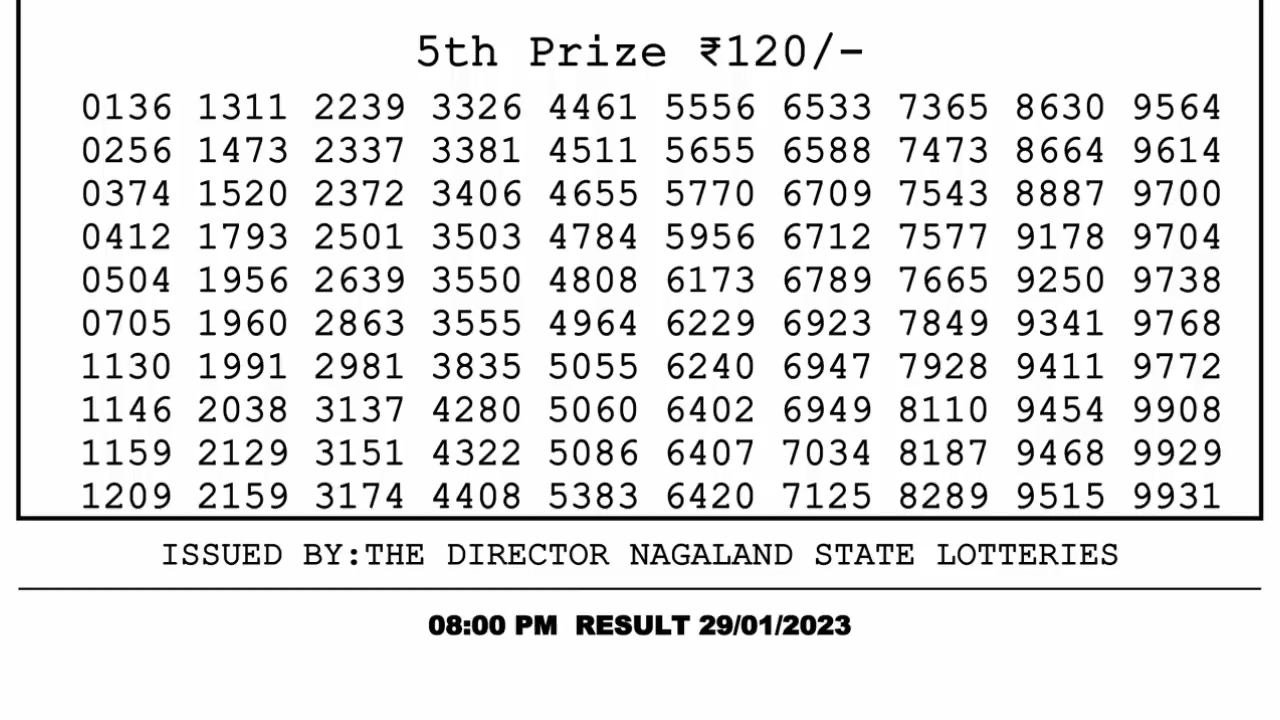 5th Prize ₹120/-
0136 1311 2239 3326 4461 5556 6533 7365 8630 9564
0256 1473 2337 3381 4511 5655 6588 7473 8664 9614
0374 1520 2372 3406 4655 5770 6709 7543 8887 9700
0412 1793 2501 3503 4784 5956 6712 7577 9178 9704
0504 1956 2639 3550 4808 6173 6789 7665 9250 9738
0705 1960 2863 3555 4964 6229 6923 7849 9341 9768
1130 1991 2981 3835 5055 6240 6947 7928 9411 9772
1146 2038 3137 4280 5060 6402 6949 8110 9454 9908
1159 2129 3151 4322 5086 6407 7034 8187 9468 9929
1209 2159 3174 4408 5383 6420 7125 8289 9515 9931
ISSUED BY:THE DIRECTOR NAGALAND STATE LOTTERIES
08:00 PM RESULT 29/01/2023